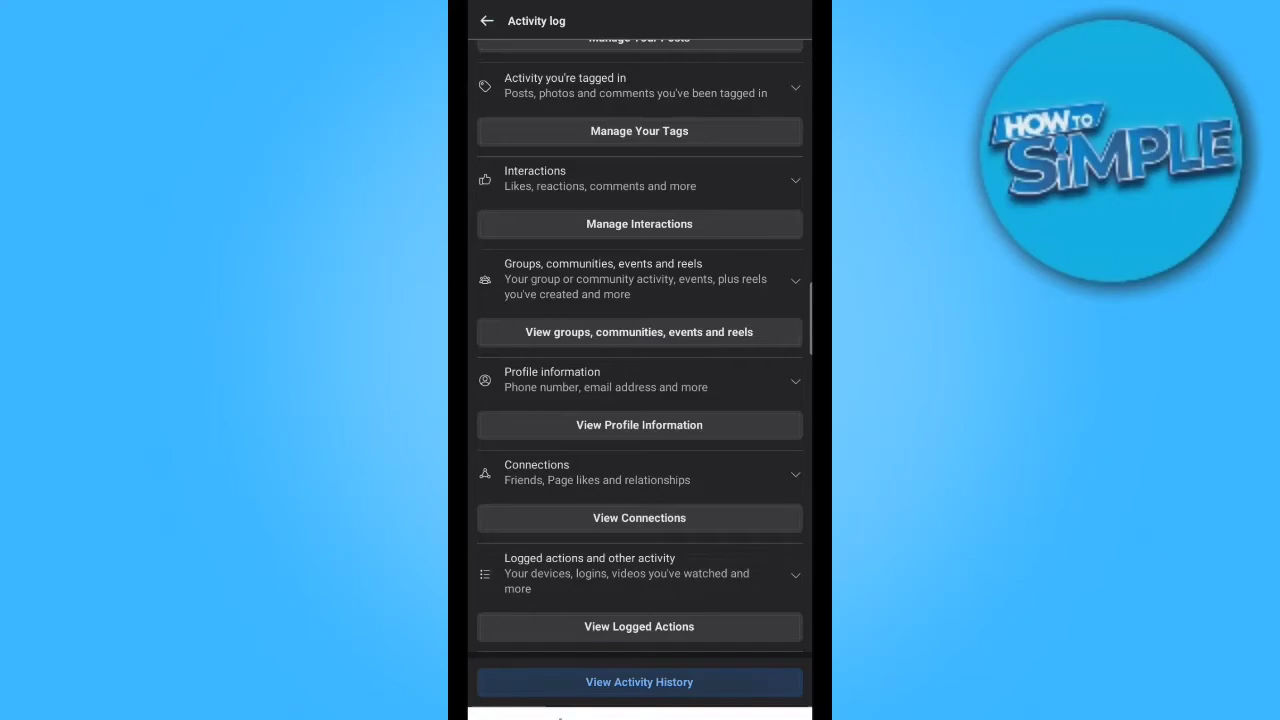 Activity log
Manage Your Posts
Activity you're tagged in
Posts, photos and comments you've been tagged in
Manage Your Tags
Interactions
Likes, reactions, comments and more
Manage Interactions
Groups, communities, events and reels
Your group or community activity, events, plus reels
you've created and more
View groups, communities, events and reels
Profile information
Phone number, email address and more
View Profile Information
Connections
Friends, Page likes and relationships
View Connections
Logged actions and other activity
Your devices, logins, videos you've watched and
more
View Logged Actions
View Activity History
HOW TO
SiMPLE